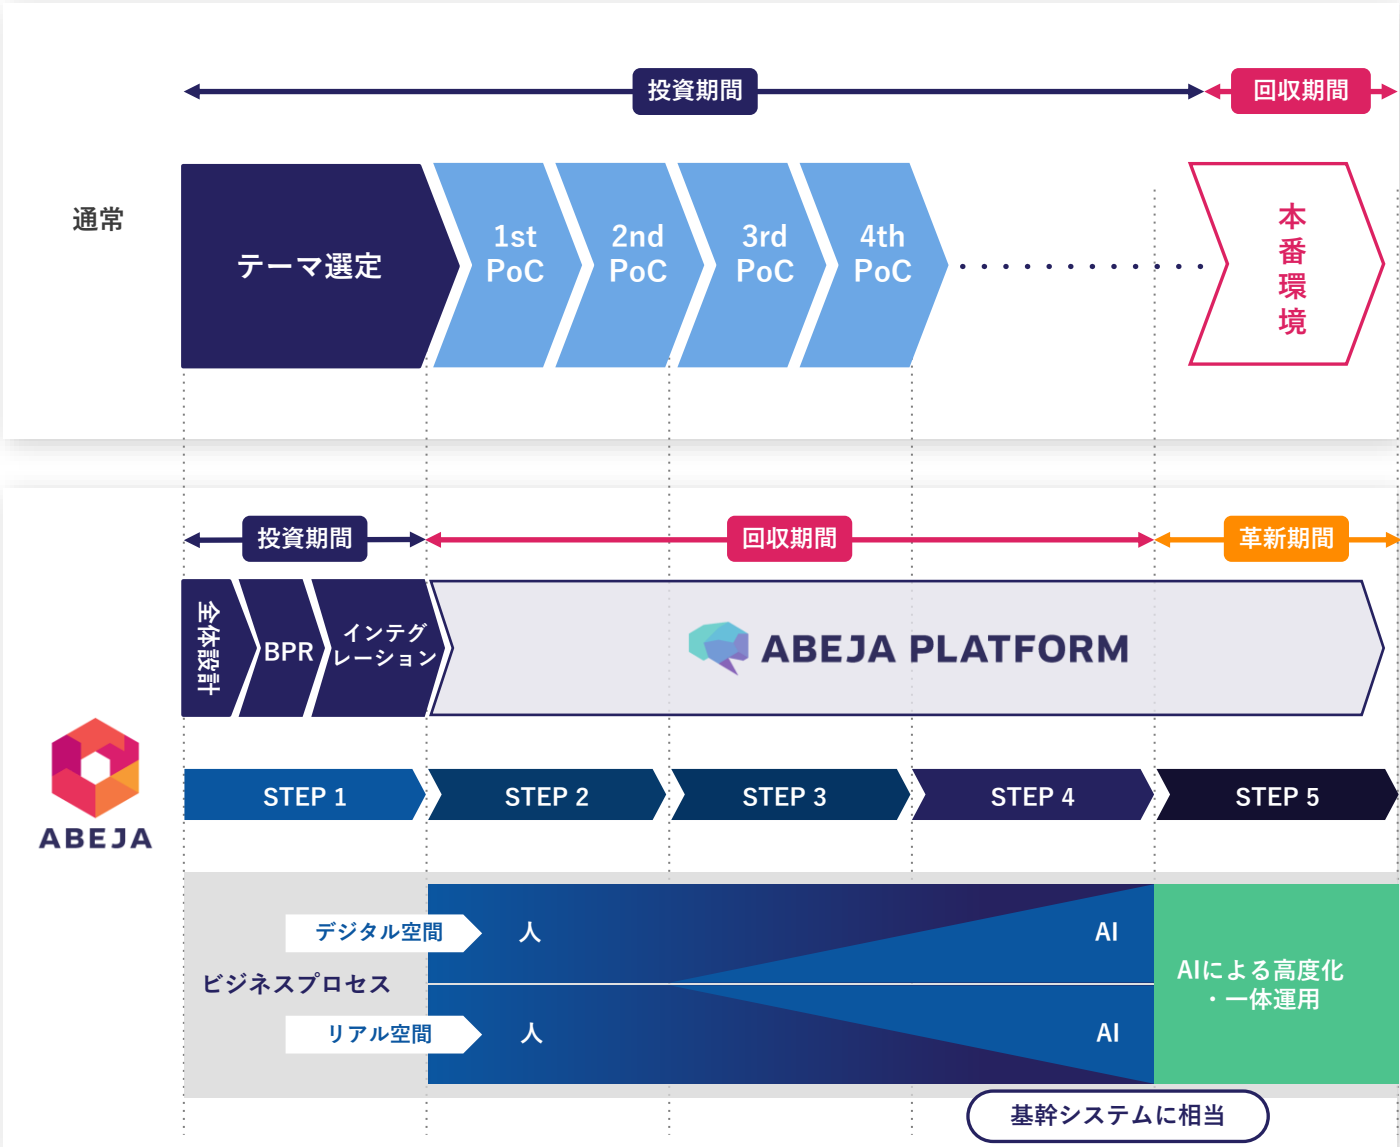 投資期間
回収期間
通常
テーマ選定
1st
PoC
2nd
PoC
3rd
PoC
4th
PoC
本番環境
投資期間
回収期間
革新期間
全体設計
BPR
インテグ
レーション
ABEJA PLATFORM
ABEJA
STEP 1
STEP 2
STEP 3
STEP 4
STEP 5
ビジネスプロセス
デジタル空間
人
AI
リアル空間
人
AI
AIによる高度化
・一体運用
基幹システムに相当